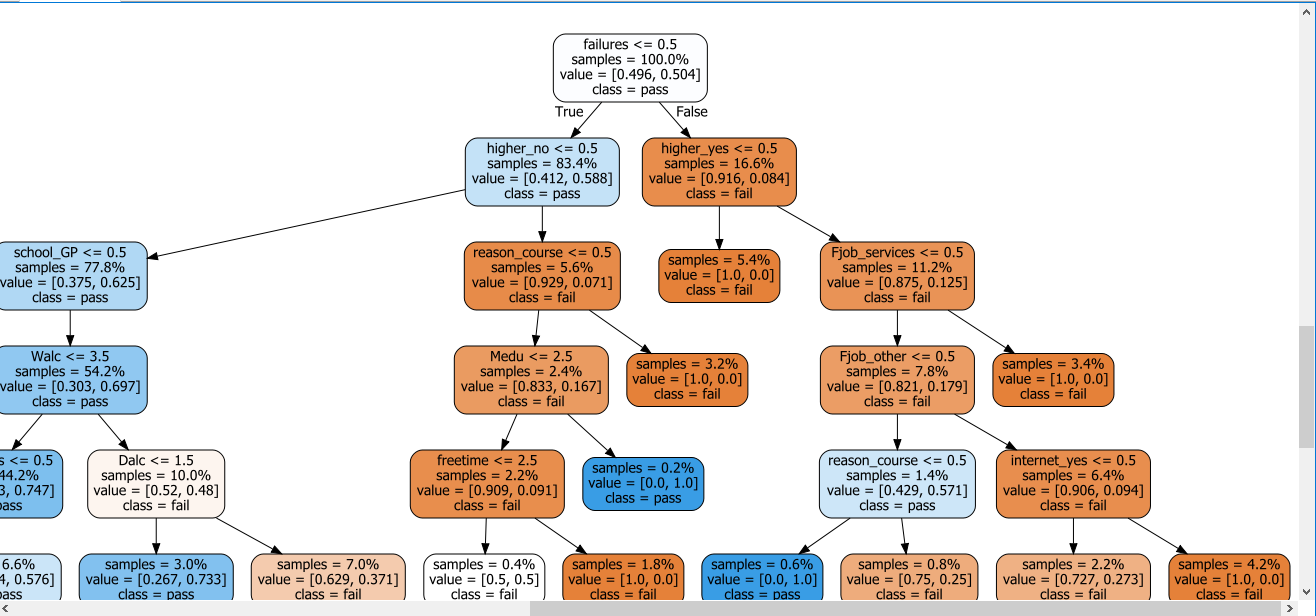 failures <= 0.5
samples = 100.0%
value = [0.496, 0.504]
class = pass
True
False
higher_no <= 0.5
samples = 83.4%
value = [0.412, 0.588]
class = pass
higher_yes <= 0.5
samples = 16.6%
value = [0.916, 0.084]
class = fail
school_GP <= 0.5
samples = 77.8%
value = [0.375, 0.625]
class = pass
reason_course <= 0.5
samples = 5.6%
value = [0.929, 0.071]
class = fail
samples = 5.4%
value = [1.0, 0.0]
class = fail
Fjob_services <= 0.5
samples = 11.2%
value = [0.875, 0.125]
class = fail
Walc <= 3.5
samples = 54.2%
value = [0.303, 0.697]
class = pass
Medu <= 2.5
samples = 2.4%
value = [0.833, 0.167]
class = fail
samples = 3.2%
value = [1.0, 0.0]
class = fail
Fjob_other <= 0.5
samples = 7.8%
value = [0.821, 0.179]
class = fail
samples = 3.4%
value = [1.0, 0.0]
class = fail
s <= 0.5
44.2%
3, 0.747]
pass
Dalc <= 1.5
samples = 10.0%
value = [0.52, 0.48]
class = fail
freetime <= 2.5
samples = 2.2%
value = [0.909, 0.091]
class = fail
samples = 0.2%
value = [0.0, 1.0]
class = pass
reason_course <= 0.5
samples = 1.4%
value = [0.429, 0.571]
class = pass
internet_yes <= 0.5
samples = 6.4%
value = [0.906, 0.094]
class = fail
6.6%
4, 0.576]
pass
samples = 3.0%
value = [0.267, 0.733]
class = pass
samples = 7.0%
value = [0.629, 0.371]
class = fail
samples = 0.4%
value = [0.5, 0.5]
class = fail
samples = 1.8%
value = [1.0, 0.0]
class = fail
samples = 0.6%
value = [0.0, 1.0]
class = pass
samples = 0.8%
value = [0.75, 0.25]
class = fail
samples = 2.2%
value = [0.727, 0.273]
class = fail
samples = 4.2%
value = [1.0, 0.0]
class = fail